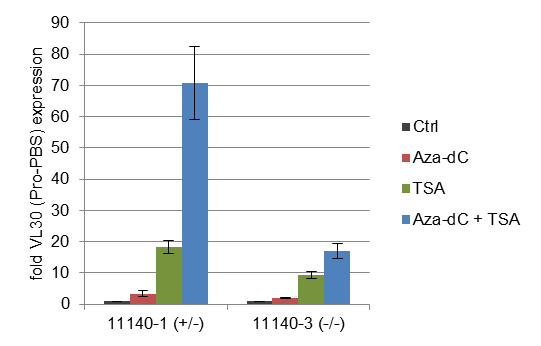 fold VL30 (Pro-PBS) expression
90
80
70
60
50
40
30
20
10
0
11140-1 (+/-)
11140-3 (-/-)
Ctrl
Aza-dC
TSA
Aza-dC + TSA